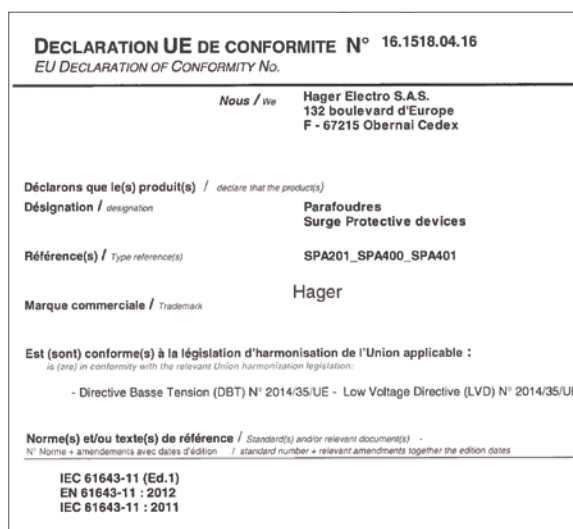 DECLARATION UE DE CONFORMITE N° 16.1518.04.16
EU DECLARATION OF CONFORMITY NO.
Nous / We
Hager Electro S.A.S.
132 boulevard d'Europe
F - 67215 Obernai Cedex
Déclarons que le(s) produit(s) / declare that the product(s)
Désignation / designation
Parafoudres
Surge Protective devices
Référence(s) / Type reference(s)
SPA201_SPA400_SPA401
Marque commerciale / Trademark
Hager
Est (sont) conforme(s) à la législation d'harmonisation de l'Union applicable :
is (are) in conformity with the relevant Union harmonization legislation:
- Directive Basse Tension (DBT) N° 2014/35/UE - Low Voltage Directive (LVD) N° 2014/35/UE
Norme(s) et/ou texte(s) de référence / Standard(s) and/or relevant document(s) -
N° Norme + amendements avec dates d'édition / standard number + relevant amendments together the edition dates
IEC 61643-11 (Ed.1)
EN 61643-11 : 2012
IEC 61643-11 : 2011